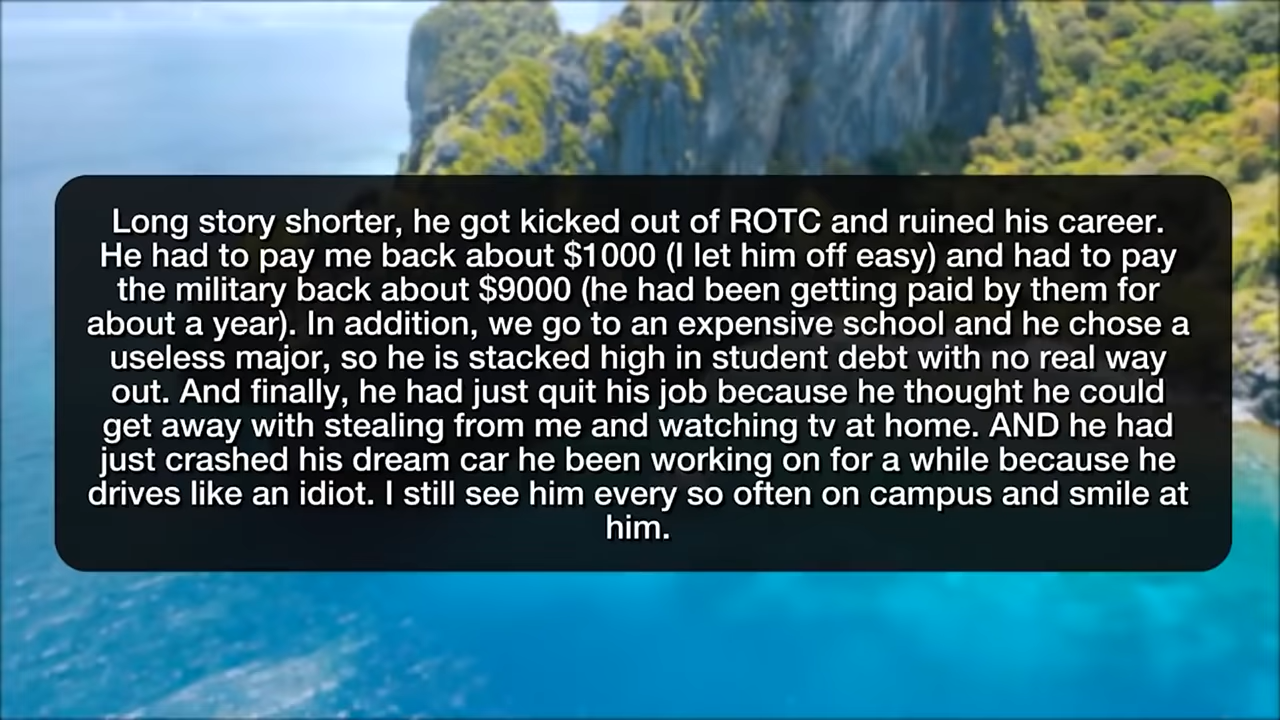 Long story shorter, he got kicked out of ROTC and ruined his career.
He had to pay me back about $1000 (I let him off easy) and had to pay
the military back about $9000 (he had been getting paid by them for
about a year). In addition, we go to an expensive school and he chose a
useless major, so he is stacked high in student debt with no real way
out. And finally, he had just quit his job because he thought he could
get away with stealing from me and watching tv at home. AND he had
just crashed his dream car he been working on for a while because he
drives like an idiot. I still see him every so often on campus and smile at
him.